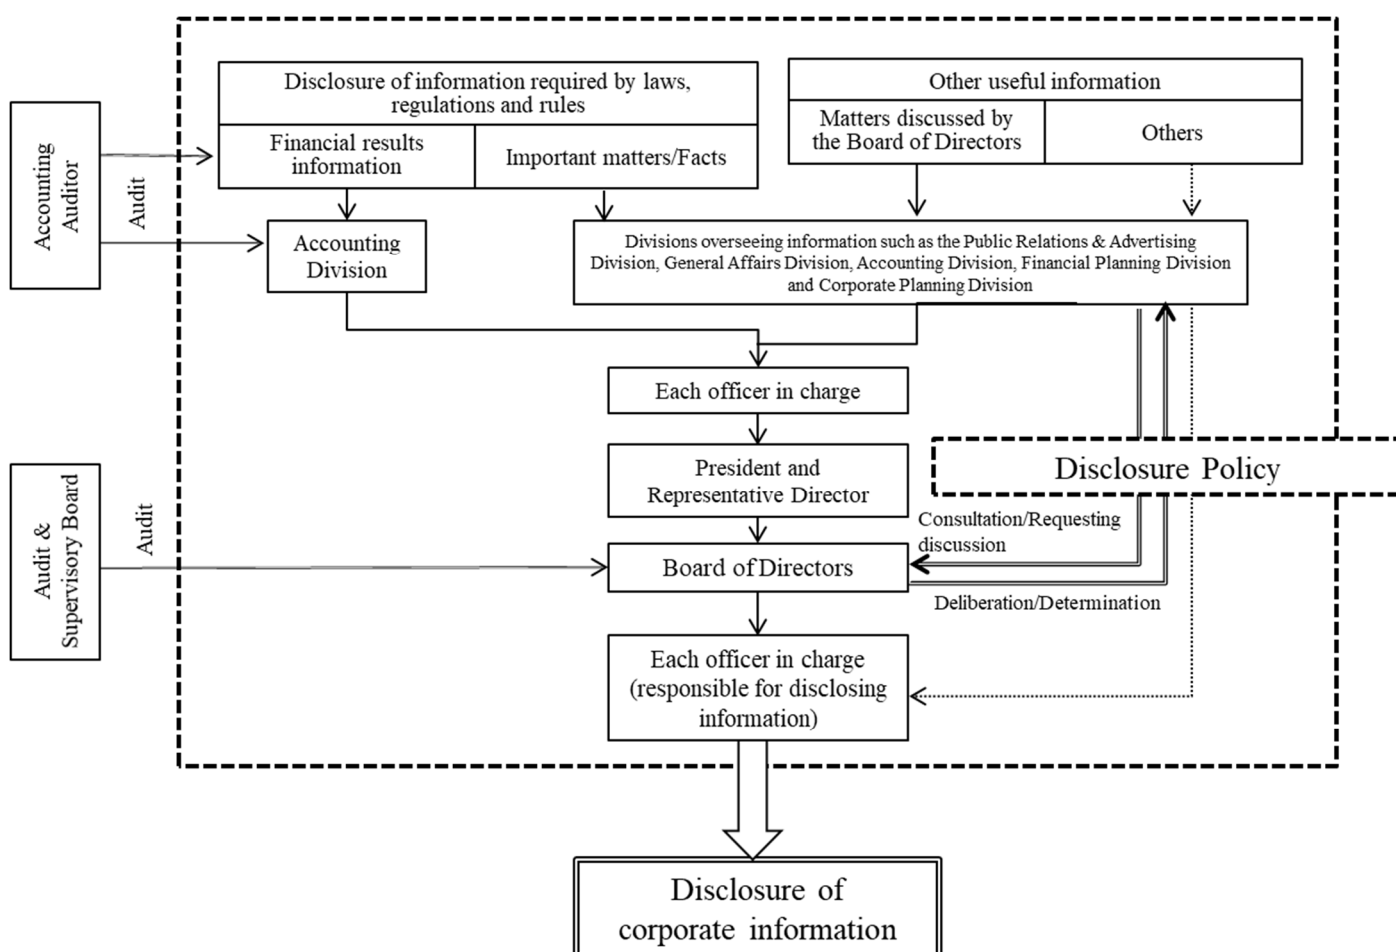 Disclosure of information required by laws,
regulations and rules
Financial results
information
Important matters/Facts
Other useful information
Matters discussed by
the Board of Directors
Others
Accounting
Auditor
Audit
Accounting
Division
Divisions overseeing information such as the Public Relations & Advertising
Division, General Affairs Division, Accounting Division, Financial Planning Division
and Corporate Planning Division
Each officer in charge
President and
Representative Director
Disclosure Policy
Audit &
Supervisory Board
Audit
Consultation/Requesting
discussion
Board of Directors
Deliberation/Determination
Each officer in charge
(responsible for disclosing
information)
Disclosure of
corporate information